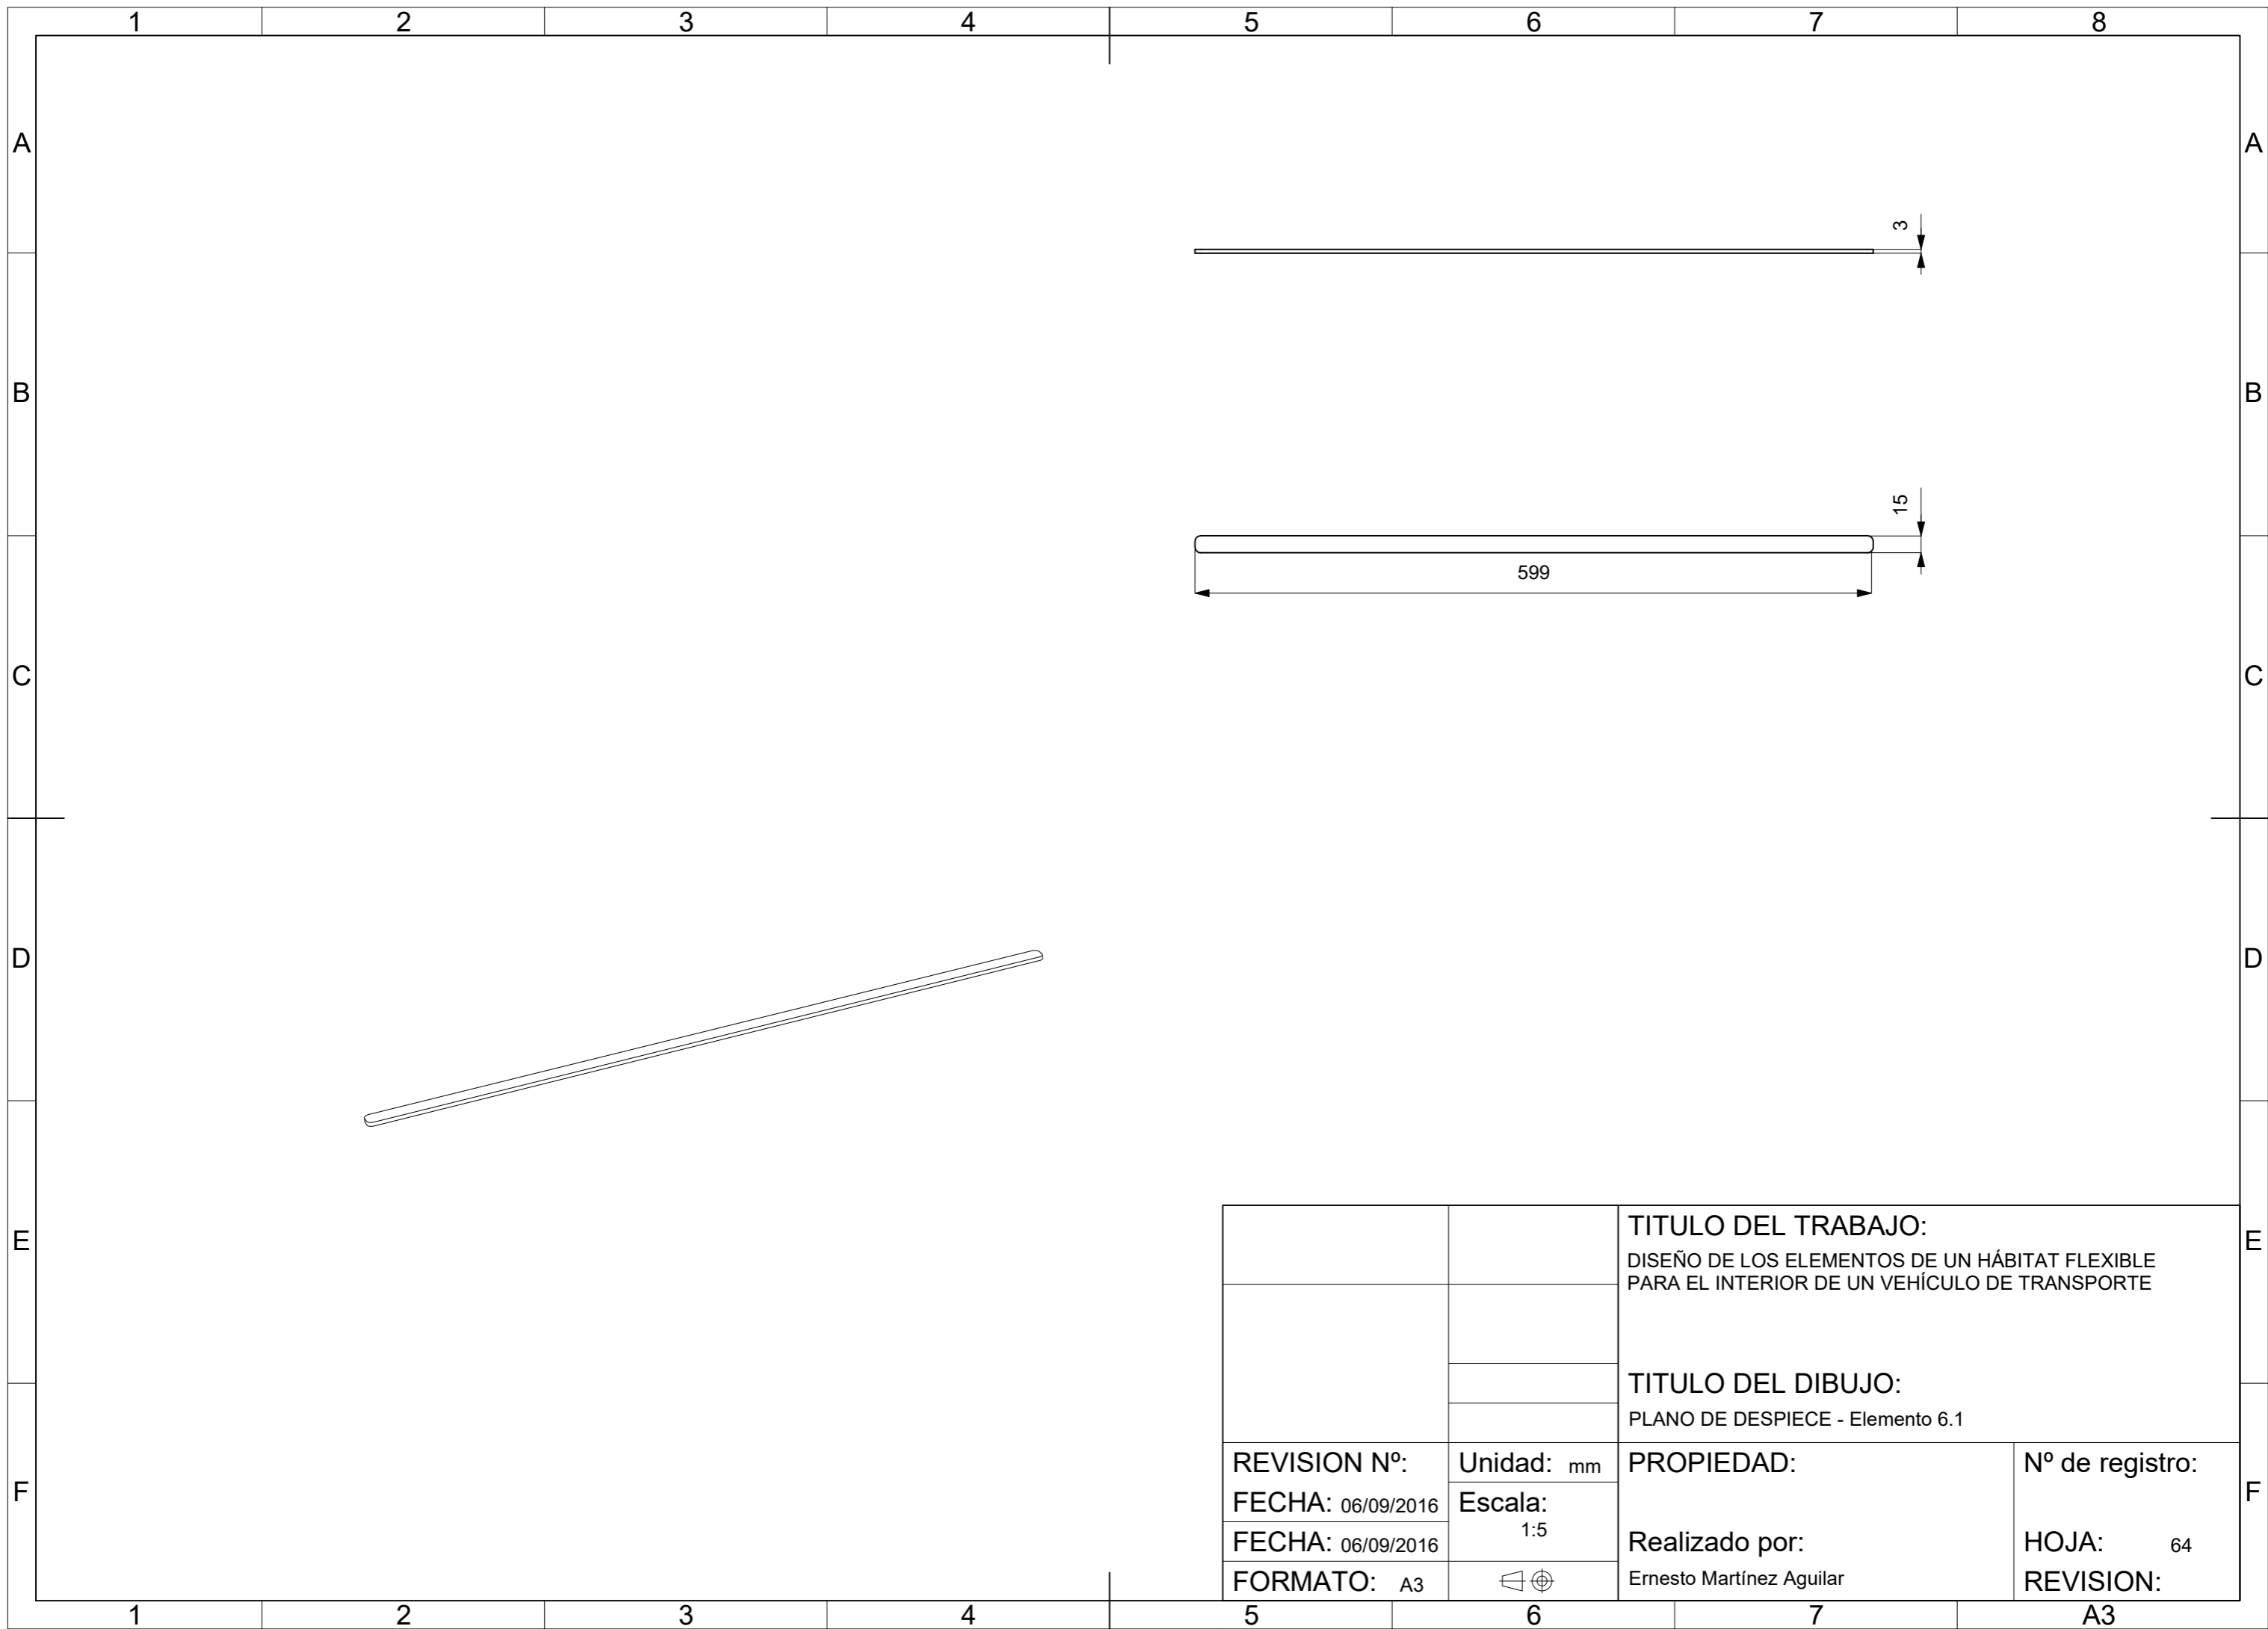 1 2 3 4 5 6 7 8
A A
3
B B
15
599
C C
D D
E E
TITULO DEL TRABAJO:
DISEÑO DE LOS ELEMENTOS DE UN HÁBITAT FLEXIBLE
PARA EL INTERIOR DE UN VEHÍCULO DE TRANSPORTE
TITULO DEL DIBUJO:
PLANO DE DESPIECE - Elemento 6.1
REVISION Nº: Unidad: mm PROPIEDAD: Nº de registro:
F F
FECHA: 06/09/2016 Escala:
1:5
FECHA: 06/09/2016 Realizado por: HOJA: 64
FORMATO: A3 Ernesto Martínez Aguilar REVISION:
1 2 3 4 5 6 7 A3